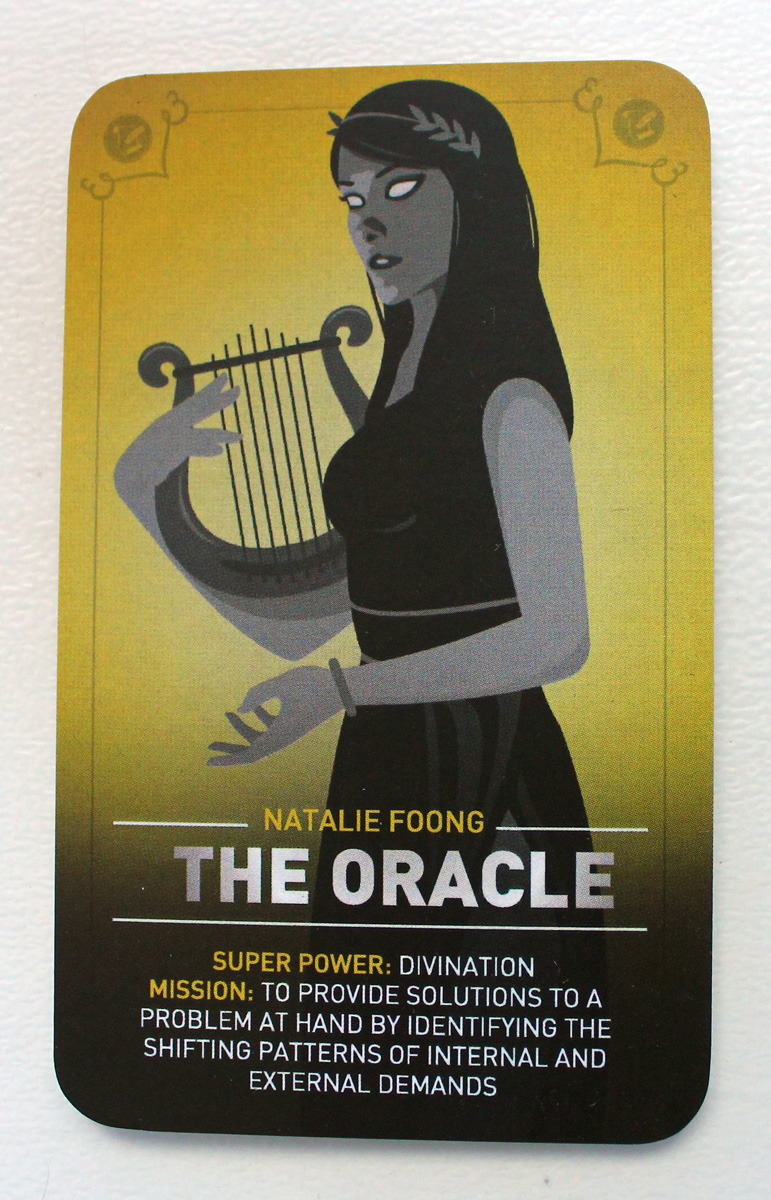 NATALIE FOONG
THE ORACLE
SUPER POWER: DIVINATION
MISSION: TO PROVIDE SOLUTIONS TO A
PROBLEM AT HAND BY IDENTIFYING THE
SHIFTING PATTERNS OF INTERNAL AND
EXTERNAL DEMANDS